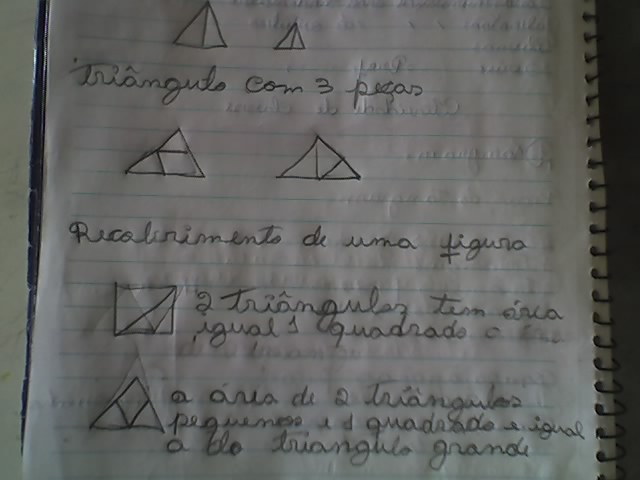 triângulo com 3 peças
Recobrimento de uma figura
2 triângulos tem área
igual 1 quadrado
a área de 2 triângulos
pequenos e 1 quadrado e igual
a do triangulo grande